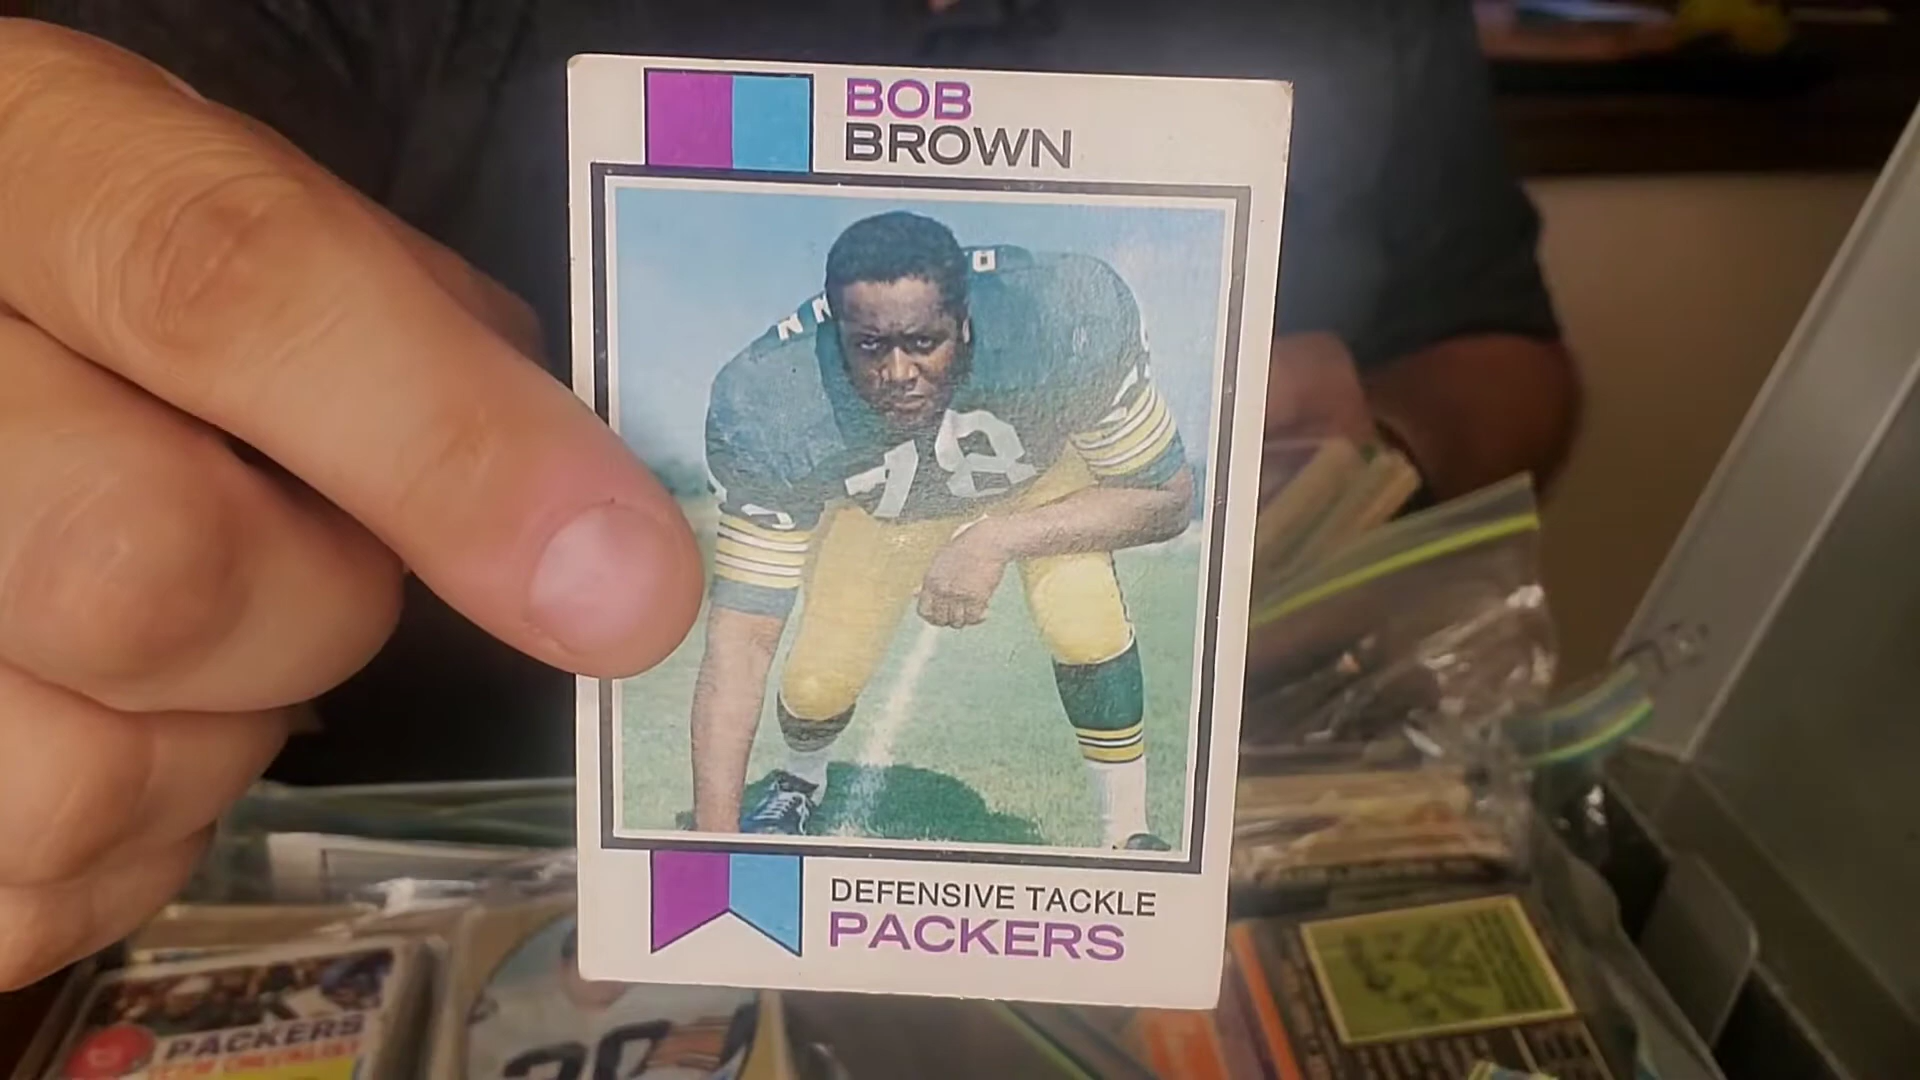 BOB
BROWN
78
DEFENSIVE TACKLE
PACKERS
PACKERS